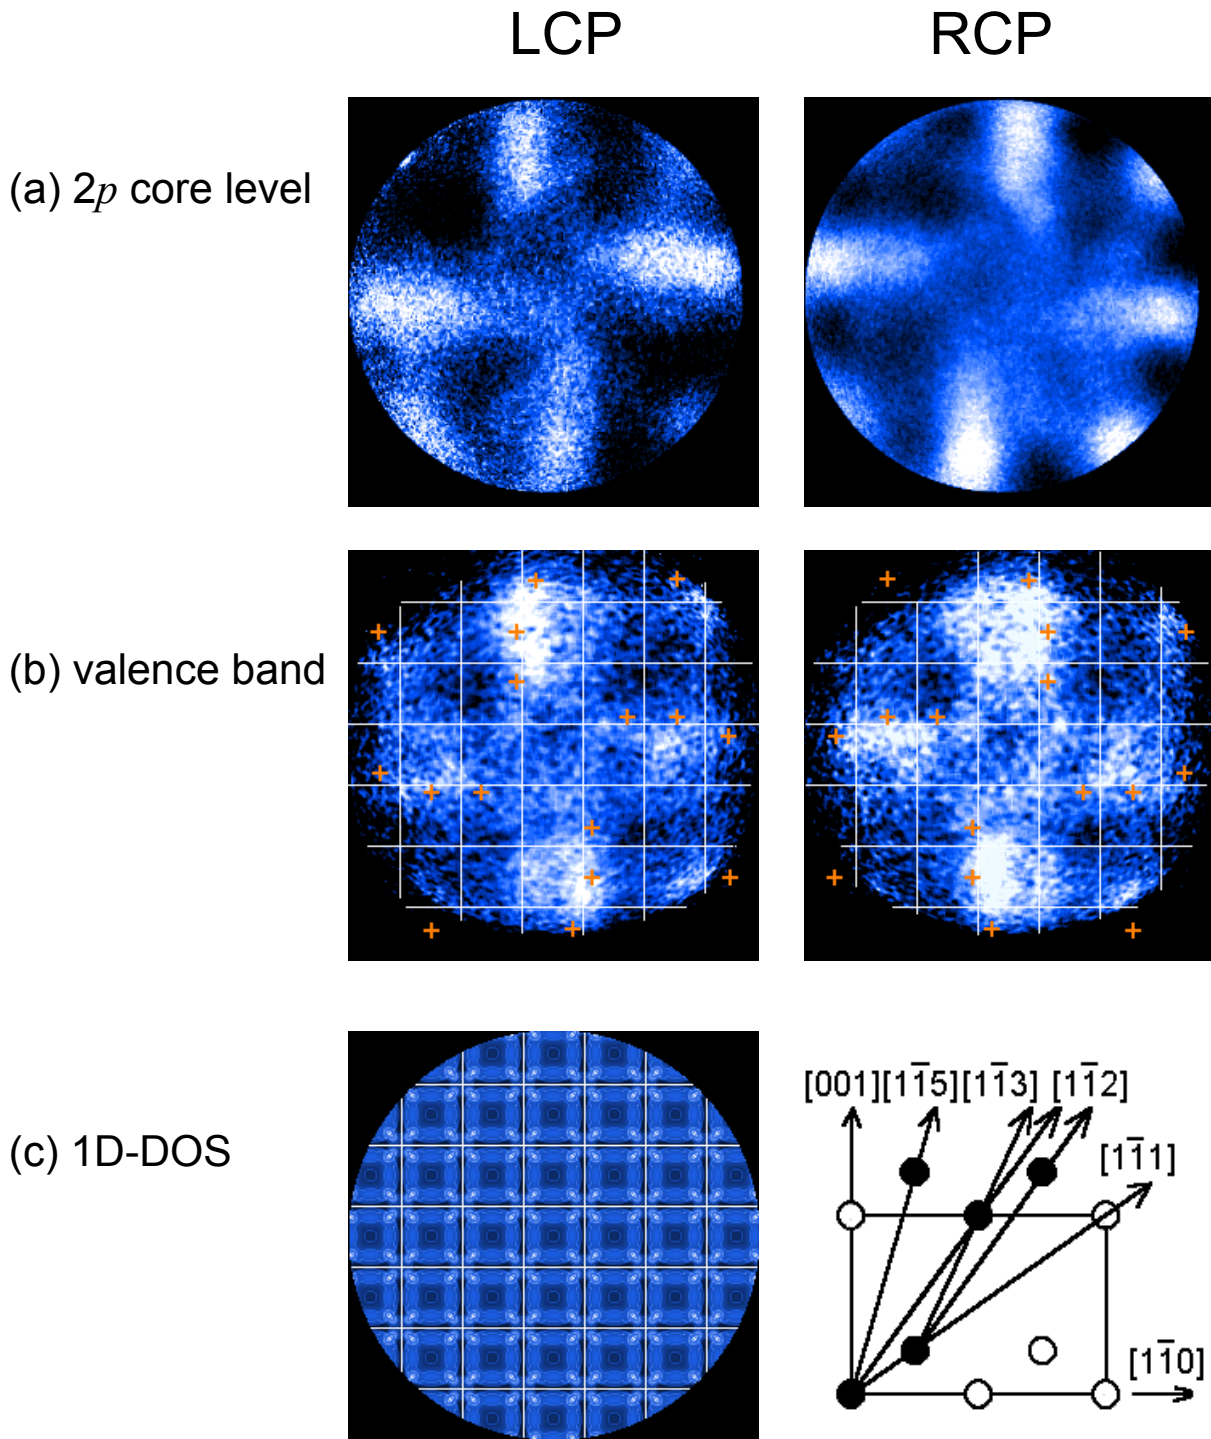 LCP RCP
(a) 2p core level
(b) valence band
(c) 1D-DOS
[001][11̅5][11̅3] [11̅2]
[11̅1]
[11̅0]